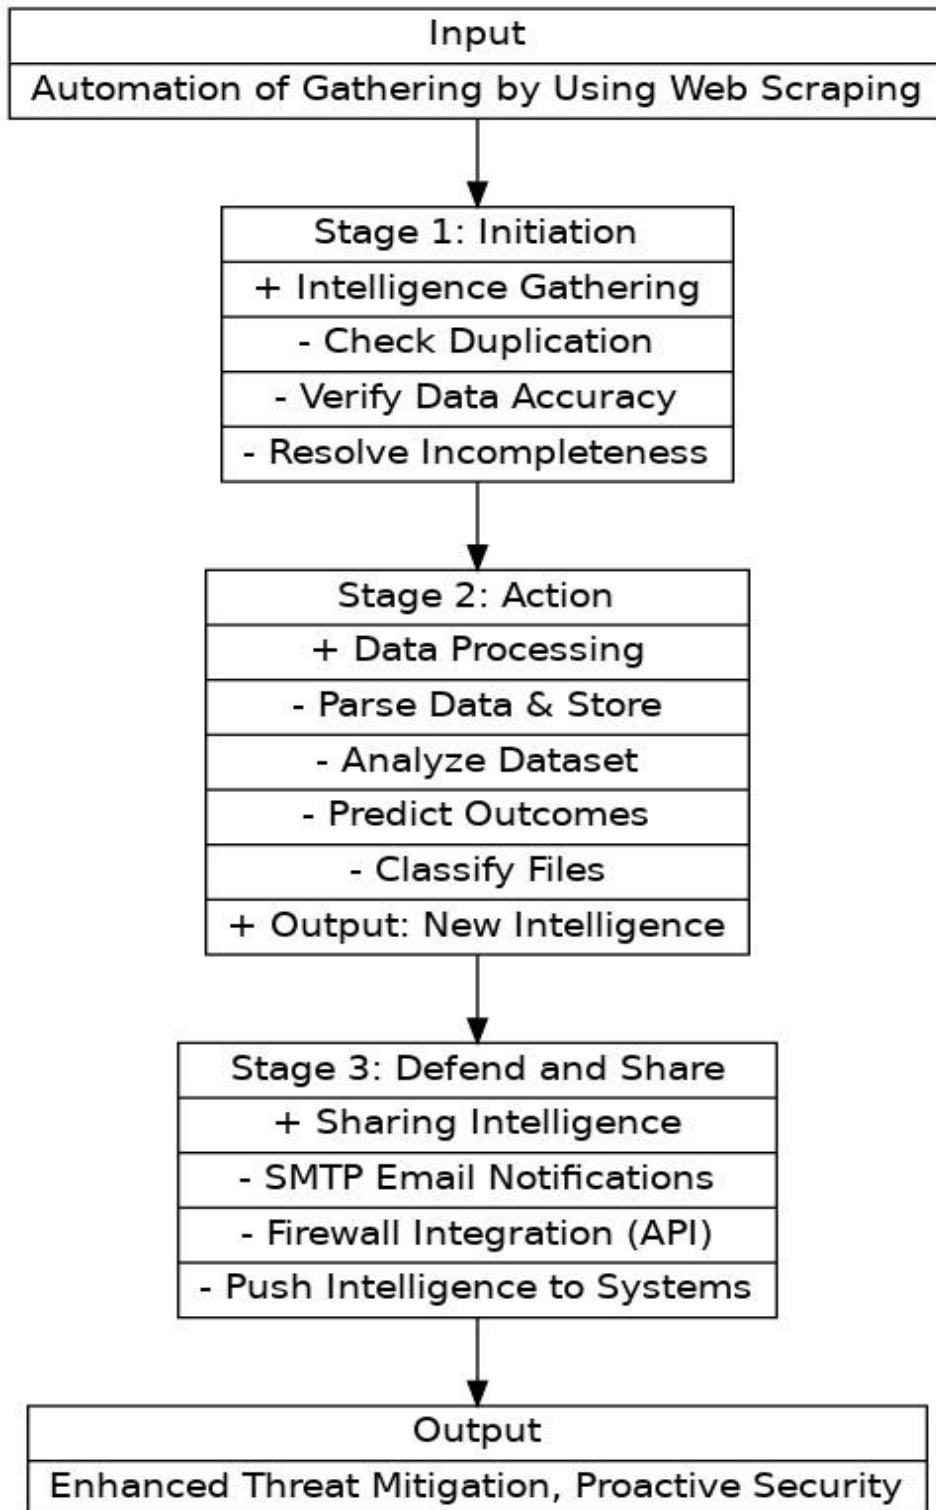 Input
Automation of Gathering by Using Web Scraping
Stage 1: Initiation
+ Intelligence Gathering
- Check Duplication
- Verify Data Accuracy
- Resolve Incompleteness
Stage 2: Action
+ Data Processing
- Parse Data & Store
- Analyze Dataset
- Predict Outcomes
- Classify Files
+ Output: New Intelligence
Stage 3: Defend and Share
+ Sharing Intelligence
- SMTP Email Notifications
- Firewall Integration (API)
- Push Intelligence to Systems
Output
Enhanced Threat Mitigation, Proactive Security